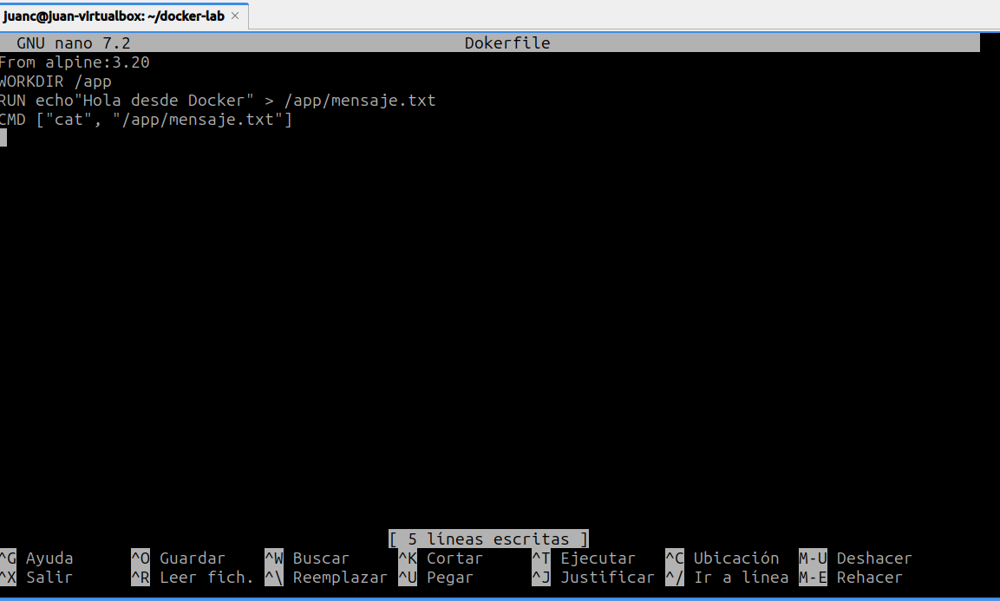 juanc@juan-virtualbox: ~/docker-lab ×
GNU nano 7.2 Dokerfile
From alpine:3.20
WORKDIR /app
RUN echo"Hola desde Docker" > /app/mensaje.txt
CMD ["cat", "/app/mensaje.txt"]
[ 5 líneas escritas ]
^G Ayuda ^O Guardar ^W Buscar ^K Cortar ^T Ejecutar ^C Ubicación M-U Deshacer
^X Salir ^R Leer fich. ^\ Reemplazar ^U Pegar ^J Justificar ^/ Ir a línea M-E Rehacer